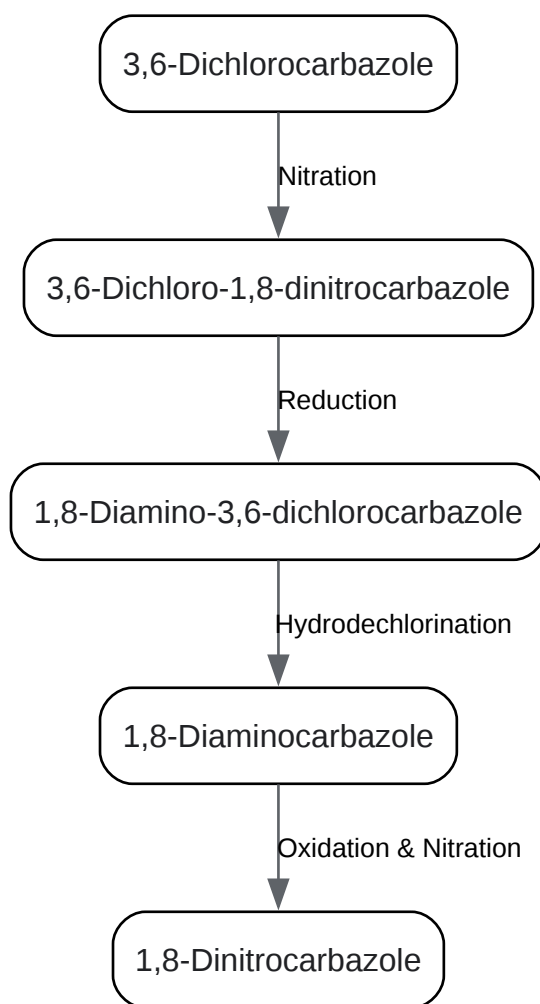 3,6-Dichlorocarbazole
Nitration
3,6-Dichloro-1,8-dinitrocarbazole
Reduction
1,8-Diamino-3,6-dichlorocarbazole
Hydrodechlorination
1,8-Diaminocarbazole
Oxidation & Nitration
1,8-Dinitrocarbazole